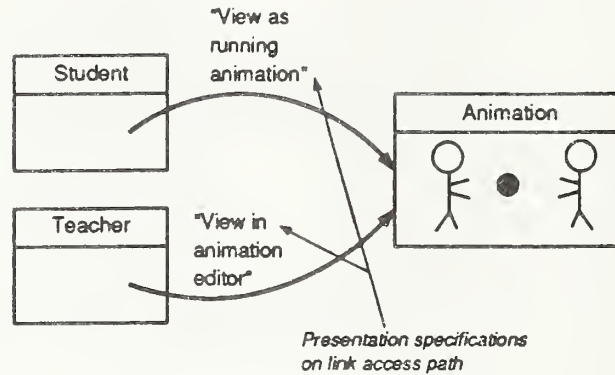 "View as
running
animation"
Student
Animation
Teacher
"View in
animation
editor"
Presentation specifications
on link access path